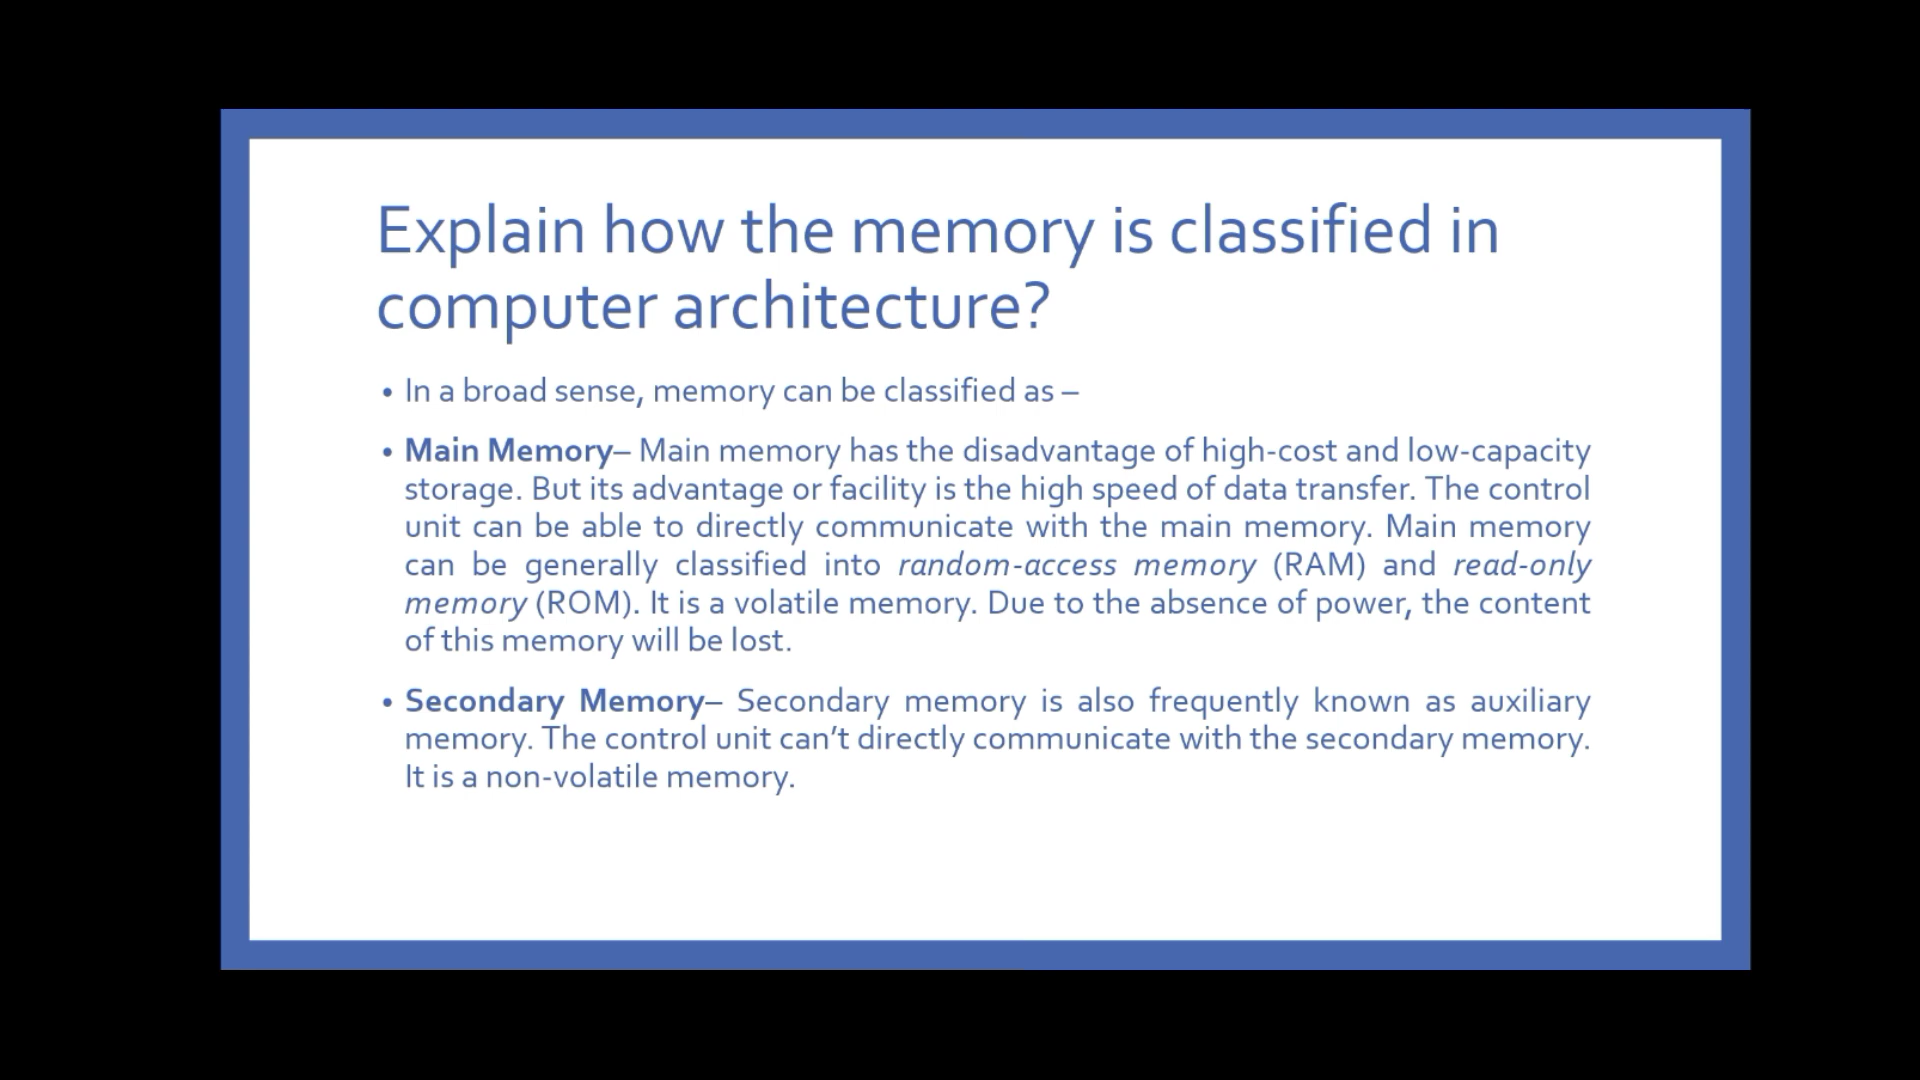 Explain how the memory is classified in
computer architecture?
• In a broad sense, memory can be classified as –
• Main Memory– Main memory has the disadvantage of high-cost and low-capacity
storage. But its advantage or facility is the high speed of data transfer. The control
unit can be able to directly communicate with the main memory. Main memory
can be generally classified into random-access memory (RAM) and read-only
memory (ROM). It is a volatile memory. Due to the absence of power, the content
of this memory will be lost.
• Secondary Memory– Secondary memory is also frequently known as auxiliary
memory. The control unit can’t directly communicate with the secondary memory.
It is a non-volatile memory.